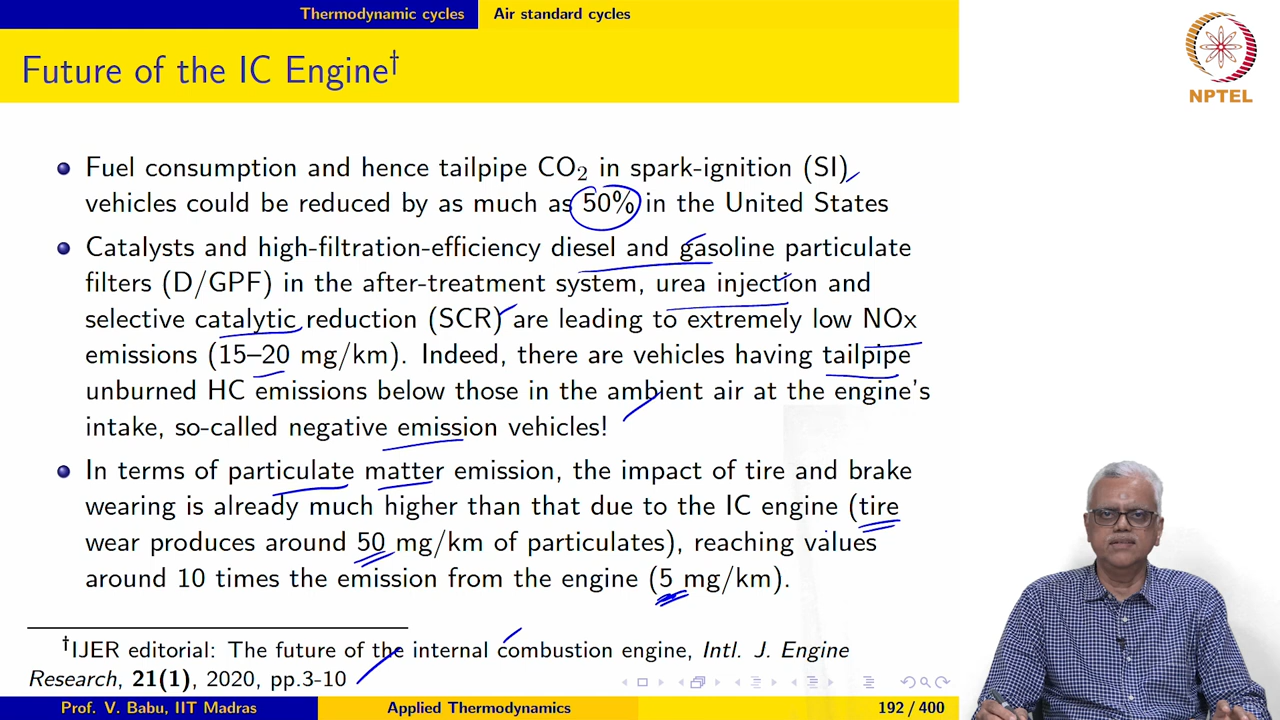 Thermodynamic cycles Air standard cycles
Future of the IC Engine†
NPTEL
Fuel consumption and hence tailpipe CO₂ in spark-ignition (SI)
vehicles could be reduced by as much as 50% in the United States
Catalysts and high-filtration-efficiency diesel and gasoline particulate
filters (D/GPF) in the after-treatment system, urea injection and
selective catalytic reduction (SCR) are leading to extremely low NOx
emissions (15–20 mg/km). Indeed, there are vehicles having tailpipe
unburned HC emissions below those in the ambient air at the engine's
intake, so-called negative emission vehicles!
In terms of particulate matter emission, the impact of tire and brake
wearing is already much higher than that due to the IC engine (tire
wear produces around 50 mg/km of particulates), reaching values
around 10 times the emission from the engine (5 mg/km).
†IJER editorial: The future of the internal combustion engine, Intl. J. Engine
Research, 21(1), 2020, pp.3-10
Prof. V. Babu, IIT Madras Applied Thermodynamics 192 / 400